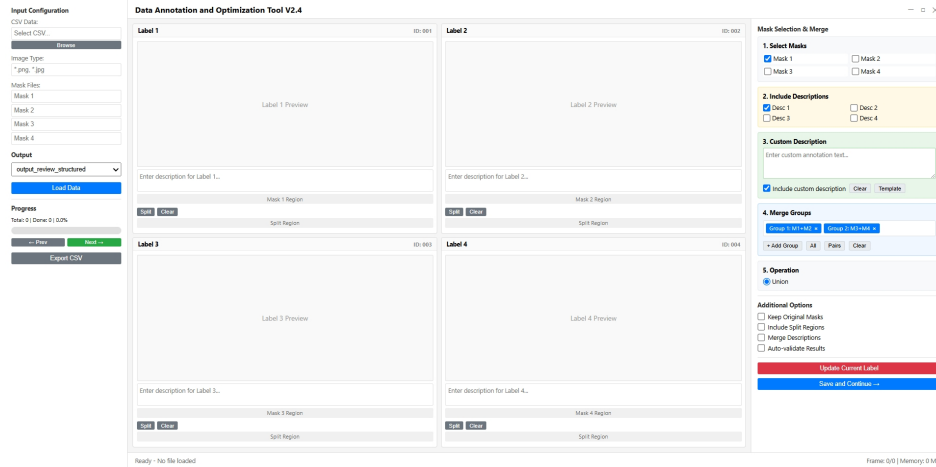 Input Configuration
CSV Data:
Select CSV...
Browse
Image Type:
*.png, *.jpg
Mask Files:
Mask 1
Mask 2
Mask 3
Mask 4
Output
output_review_structured
Load Data
Progress
Total: 0 | Done: 0 | 0.0%
← Prev
Next →
Export CSV
Data Annotation and Optimization Tool V2.4
Label 1
ID: 001
Label 1 Preview
Enter description for Label 1...
Mask 1 Region
Split
Clear
Split Region
Label 2
ID: 002
Label 2 Preview
Enter description for Label 2...
Mask 2 Region
Split
Clear
Split Region
Label 3
ID: 003
Label 3 Preview
Enter description for Label 3...
Mask 3 Region
Split
Clear
Split Region
Label 4
ID: 004
Label 4 Preview
Enter description for Label 4...
Mask 4 Region
Split
Clear
Split Region
Mask Selection & Merge
1. Select Masks
Mask 1
Mask 2
Mask 3
Mask 4
2. Include Descriptions
Desc 1
Desc 2
Desc 3
Desc 4
3. Custom Description
Enter custom annotation text...
Include custom description
Clear
Template
4. Merge Groups
Group 1: M1+M2 ×
Group 2: M3+M4 ×
+ Add Group
All
Pairs
Clear
5. Operation
Union
Additional Options
Keep Original Masks
Include Split Regions
Merge Descriptions
Auto-validate Results
Update Current Label
Save and Continue →
Ready - No file loaded
Frame: 0/0 | Memory: 0 M